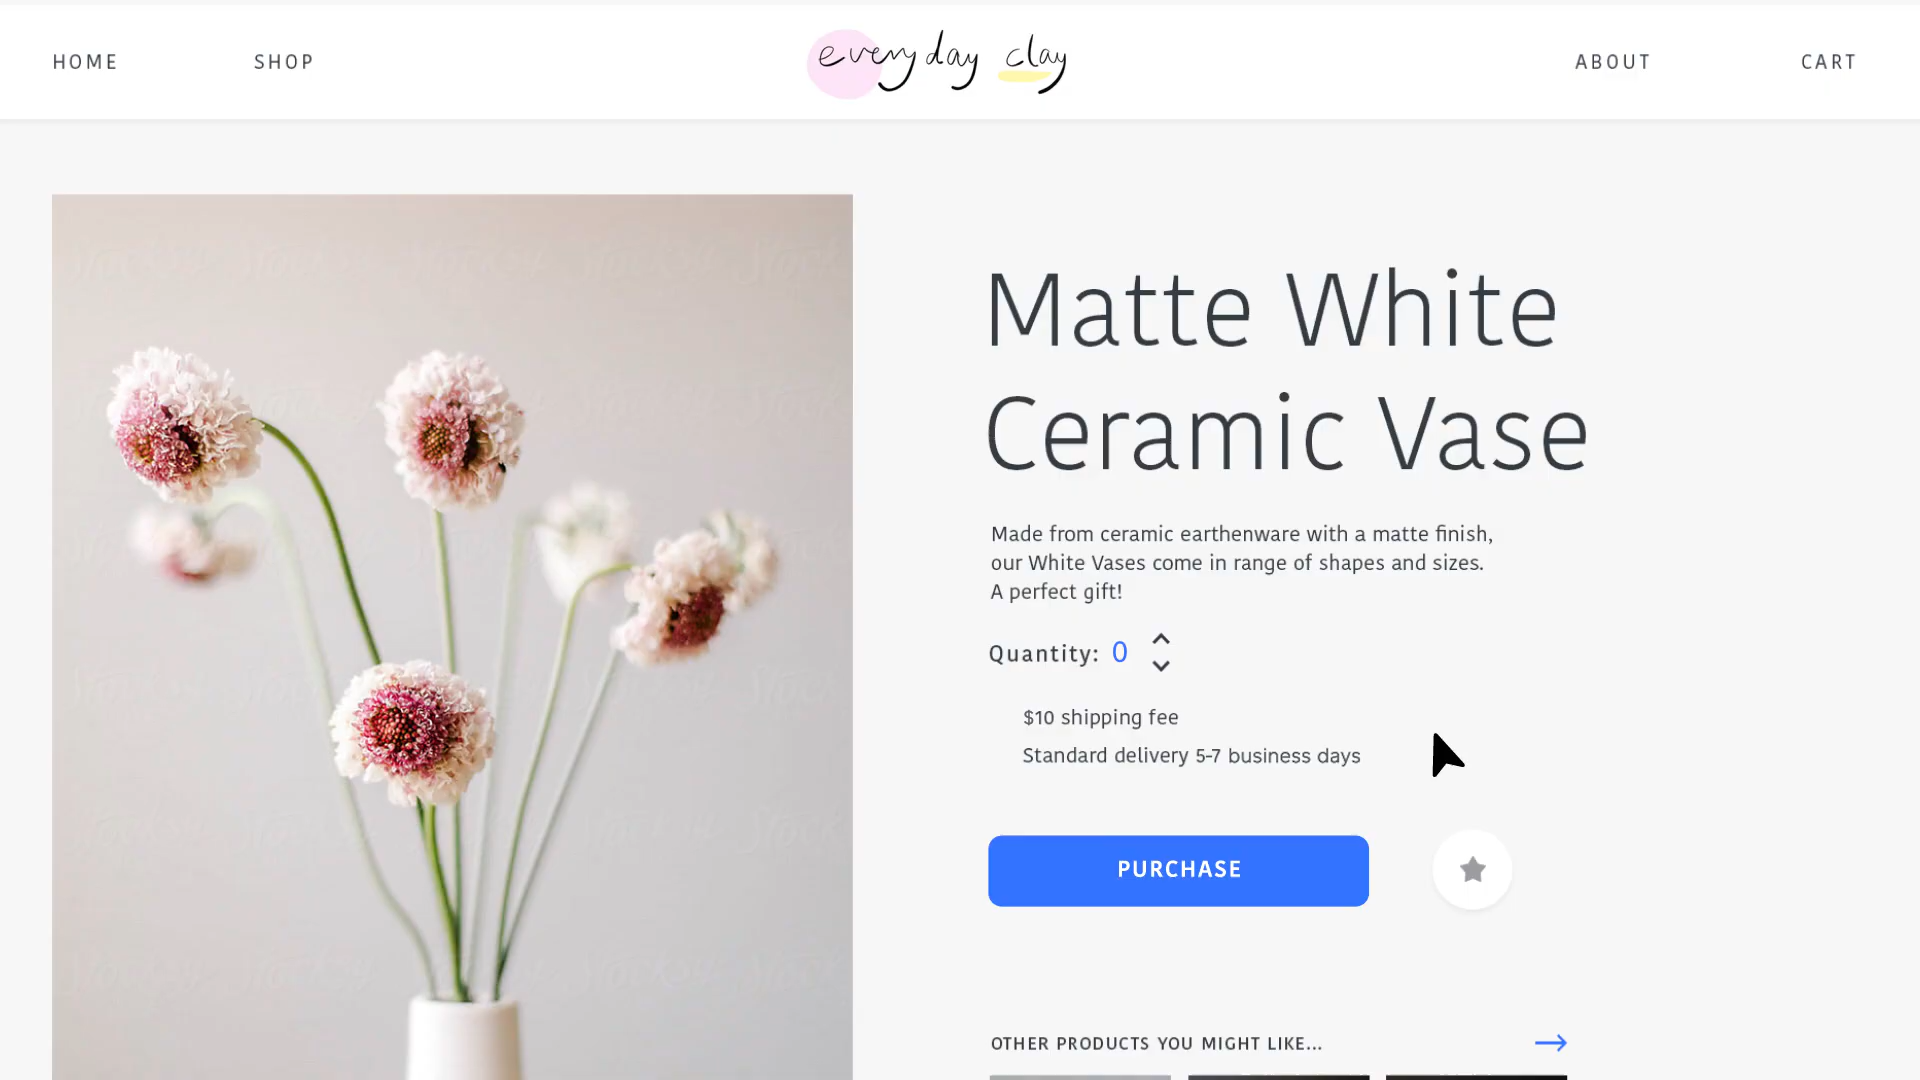 HOME
SHOP
everyday clay
ABOUT
CART
Matte White
Ceramic Vase
Made from ceramic earthenware with a matte finish,
our White Vases come in range of shapes and sizes.
A perfect gift!
Quantity: 0
$10 shipping fee
Standard delivery 5-7 business days
PURCHASE
OTHER PRODUCTS YOU MIGHT LIKE...